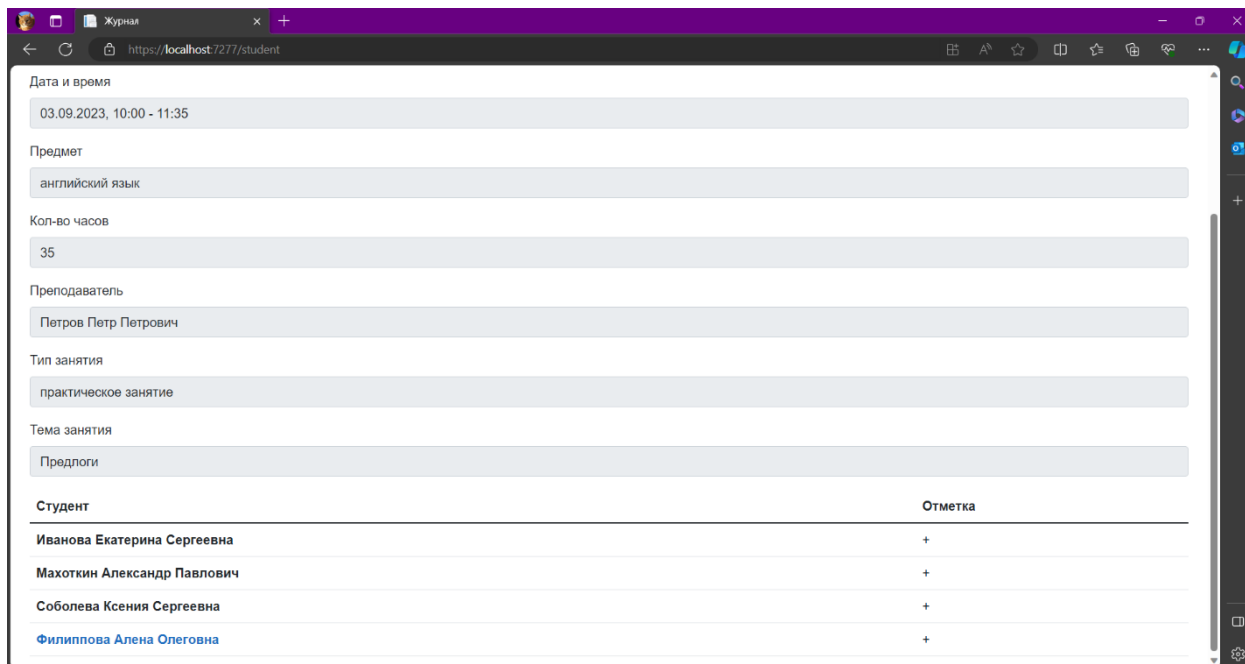 Журнал
https://localhost:7277/student
Дата и время
03.09.2023, 10:00 - 11:35
Предмет
английский язык
Кол-во часов
35
Преподаватель
Петров Петр Петрович
Тип занятия
практическое занятие
Тема занятия
Предлоги
Студент Отметка
Иванова Екатерина Сергеевна +
Махоткин Александр Павлович +
Соболева Ксения Сергеевна +
Филиппова Алена Олеговна +